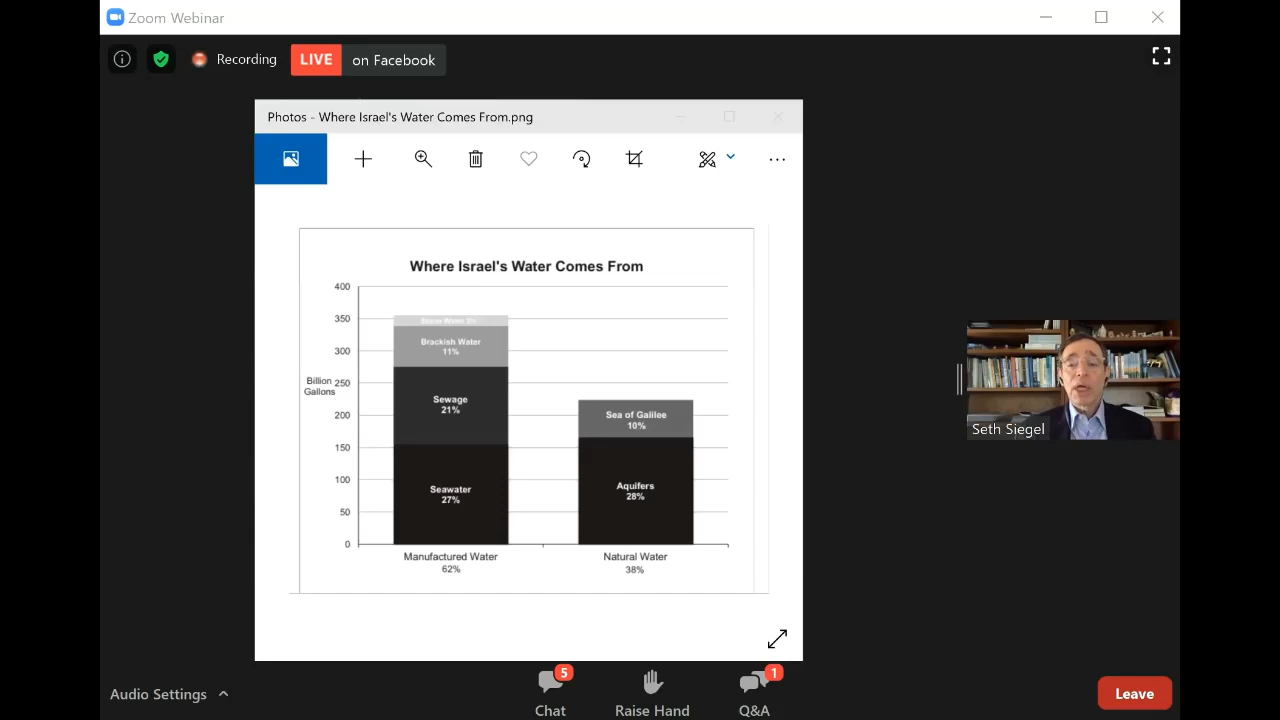 Zoom Webinar
Recording
LIVE
on Facebook
Photos - Where Israel's Water Comes From.png
Where Israel's Water Comes From
400
350
300
Billion
Gallons
250
200
150
100
50
0
Brackish Water
11%
Sewage
21%
Seawater
27%
Sea of Galilee
10%
Aquifers
28%
Manufactured Water
62%
Natural Water
38%
Seth Siegel
Audio Settings
5
Chat
Raise Hand
1
Q&A
Leave